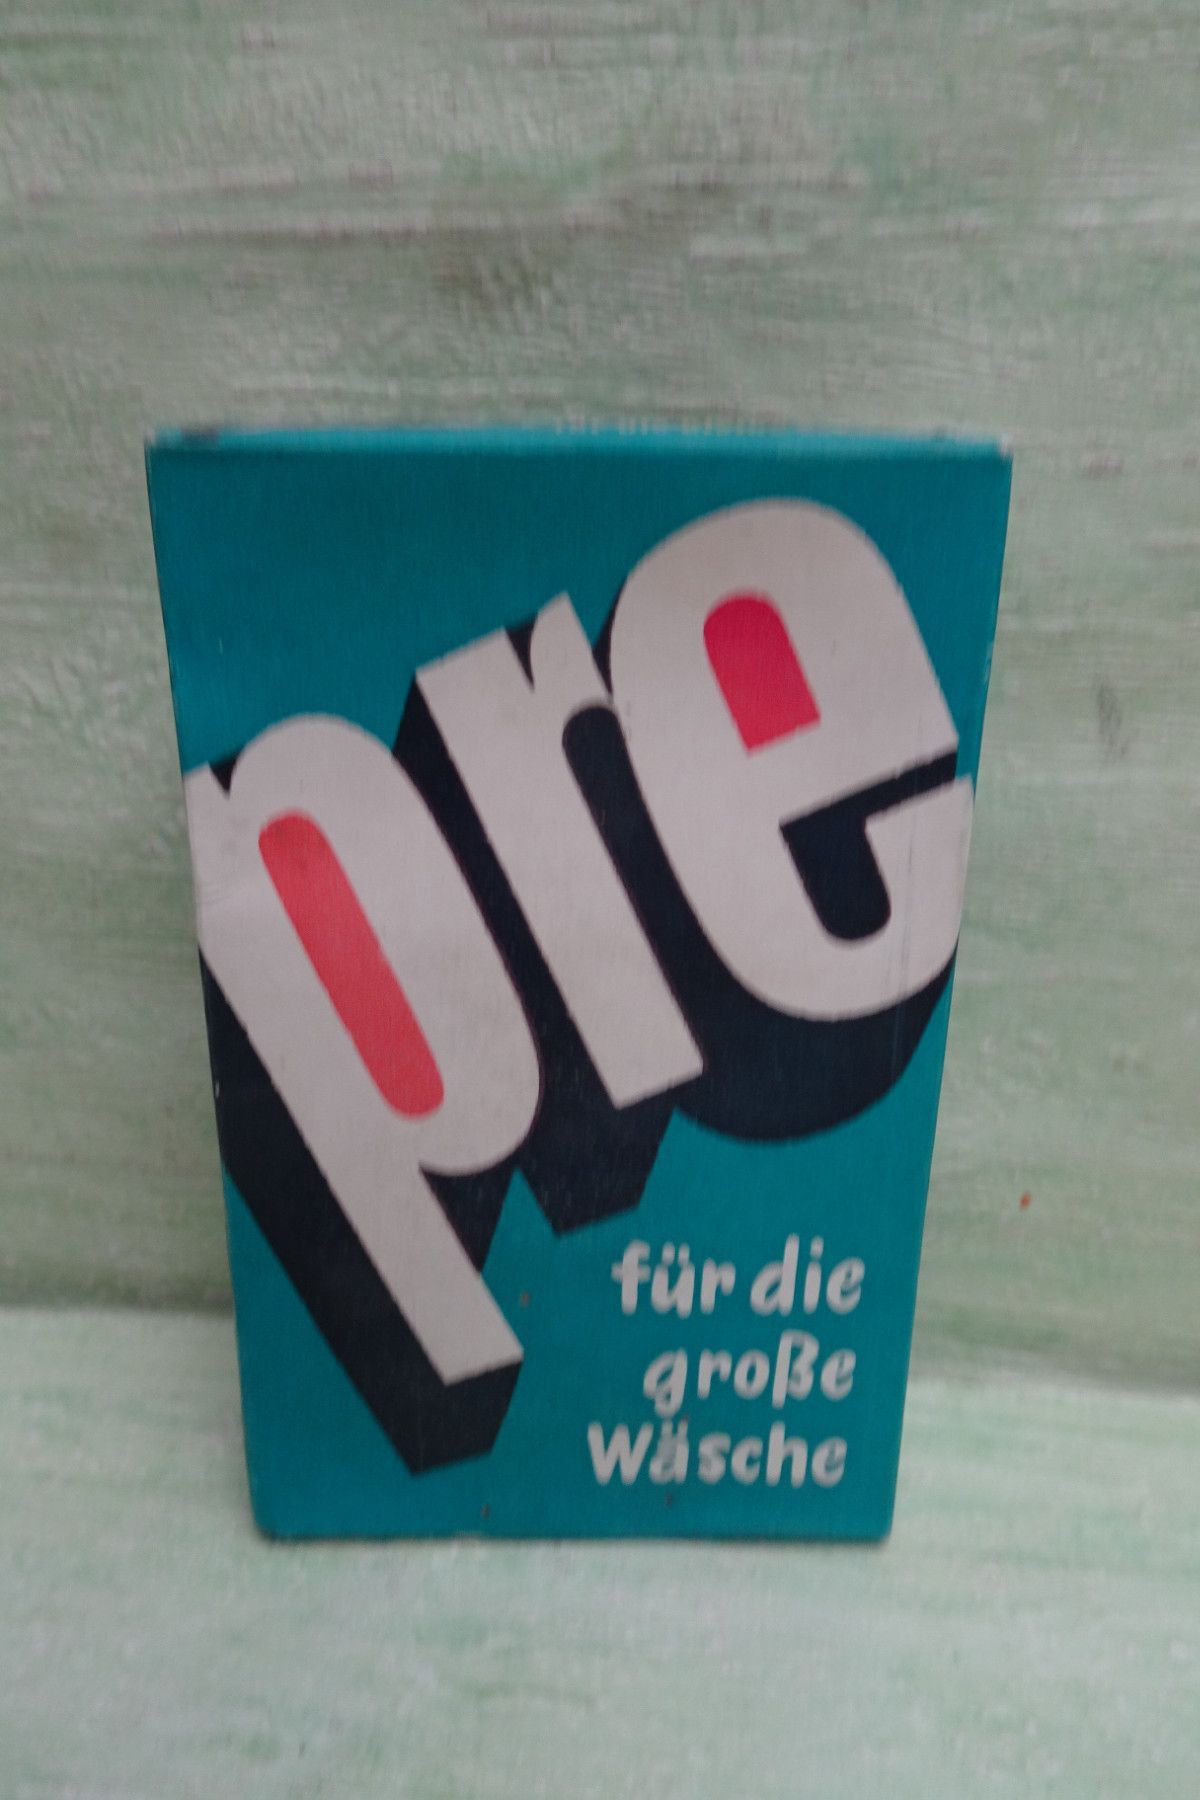 pre
für die
große
Wäsche